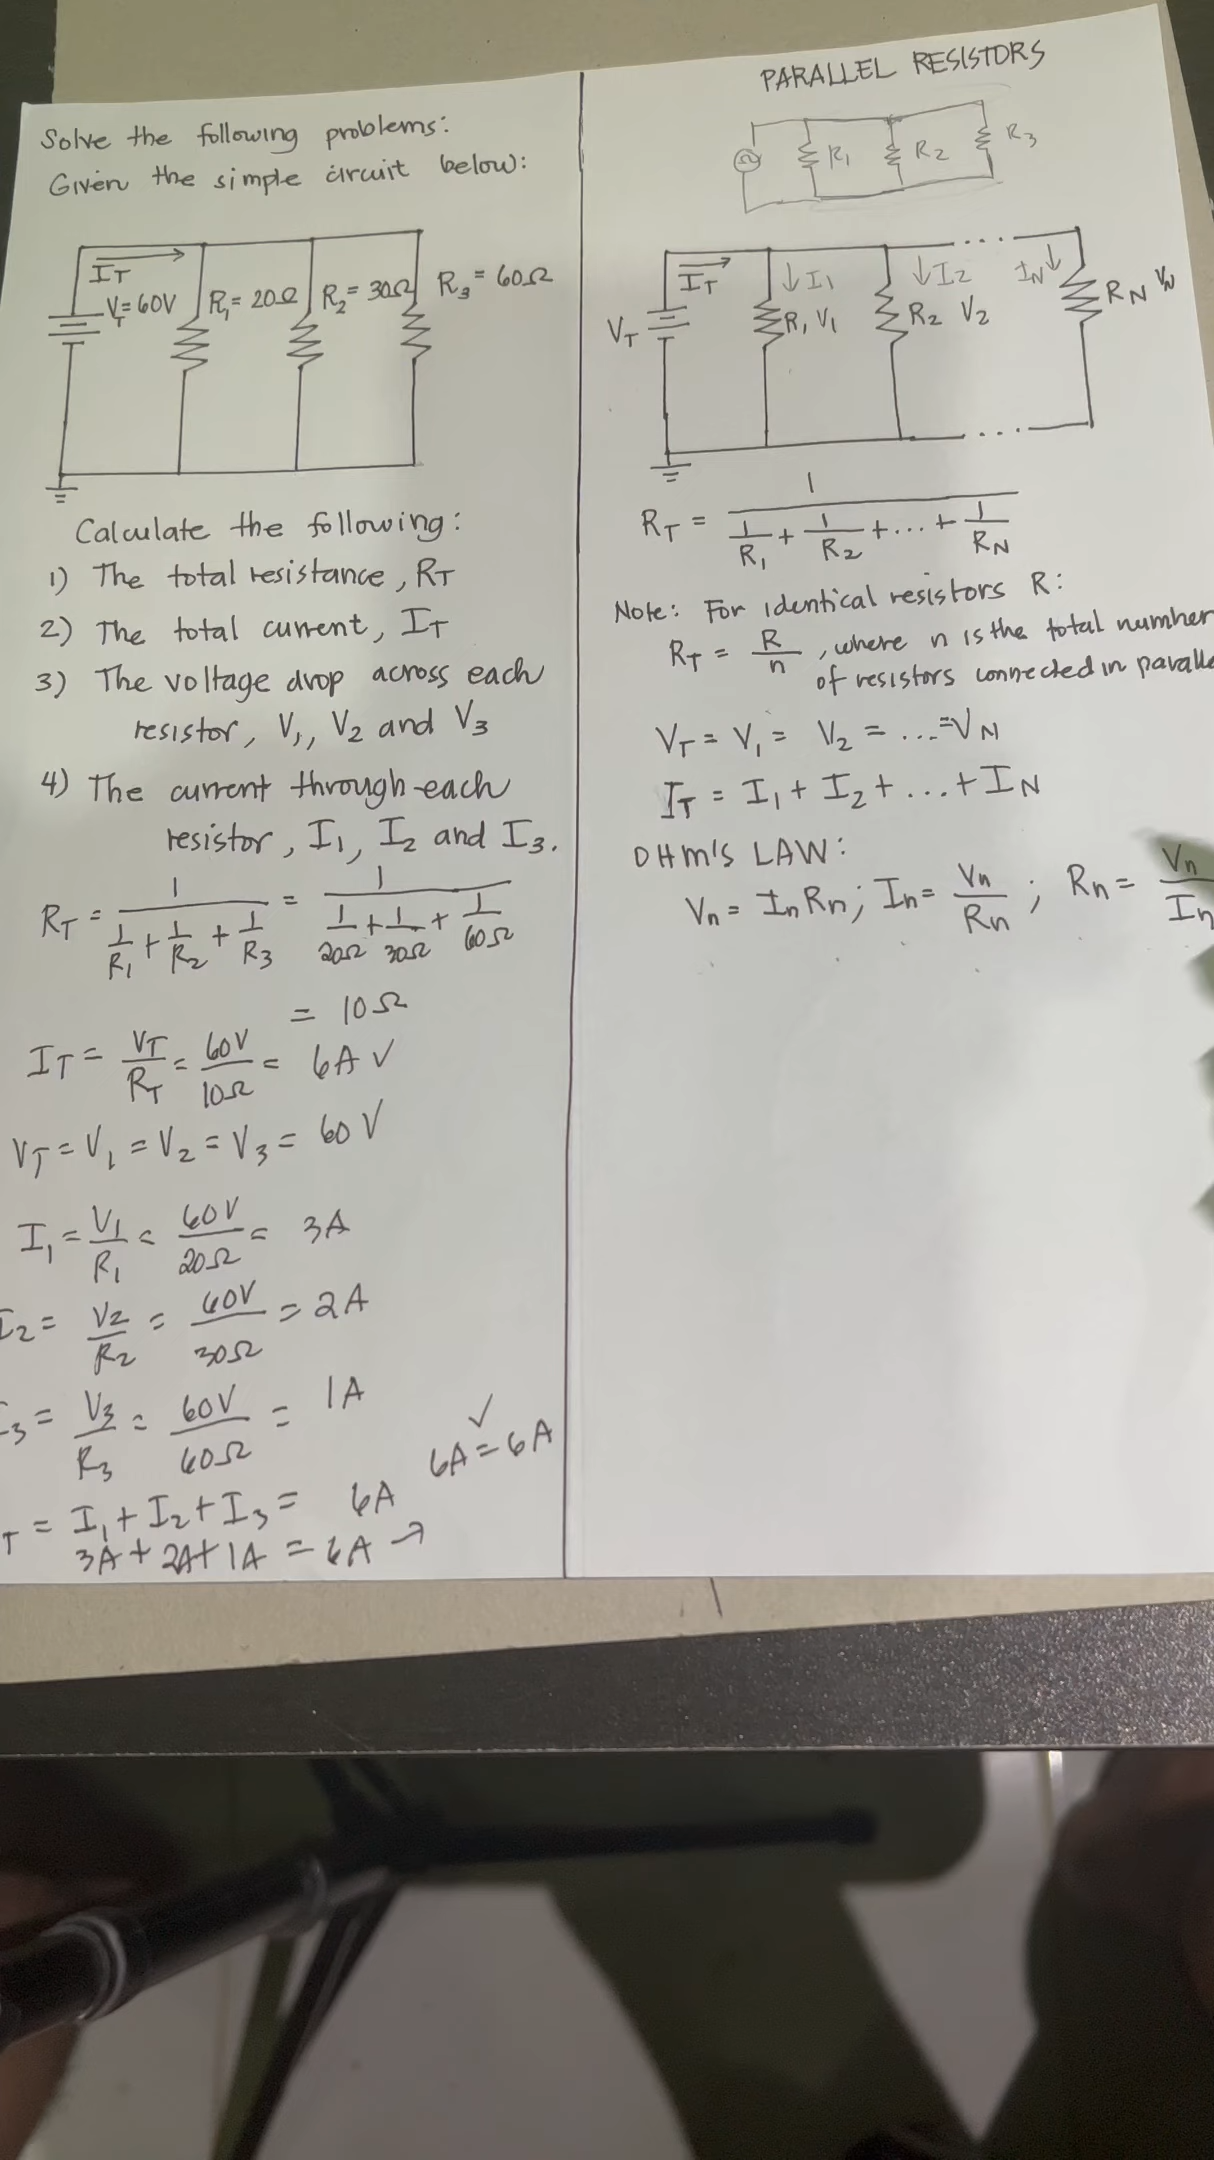 Solve the following problems:
Given the simple circuit below:
IT
VT=60V
R1=20Ω
R2=30Ω
R3=60Ω
Calculate the following:
1) The total resistance, RT
2) The total current, IT
3) The voltage drop across each
resistor, V1, V2 and V3
4) The current through each
resistor, I1, I2 and I3.
RT = 1/(1/R1 + 1/R2 + 1/R3) = 1/(1/20Ω + 1/30Ω + 1/60Ω)
= 10Ω
IT = VT/RT = 60V/10Ω = 6A ✓
VT = V1 = V2 = V3 = 60V
I1 = V1/R1 = 60V/20Ω = 3A
I2 = V2/R2 = 60V/30Ω = 2A
3 = V3/R3 = 60V/60Ω = 1A
T = I1 + I2 + I3 = 6A
3A + 2A + 1A = 6A →
✓
6A = 6A
PARALLEL RESISTORS
R1
R2
R3
IT
VT
↓I1
R1 V1
↓I2
R2 V2
...
IN↓
RN VN
...
RT = 1/(1/R1 + 1/R2 + ... + 1/RN)
Note: For identical resistors R:
RT = R/n, where n is the total number
of resistors connected in paralle
VT = V1 = V2 = ... = VN
IT = I1 + I2 + ... + IN
OHM'S LAW:
Vn = InRn; In = Vn/Rn; Rn = Vn/In